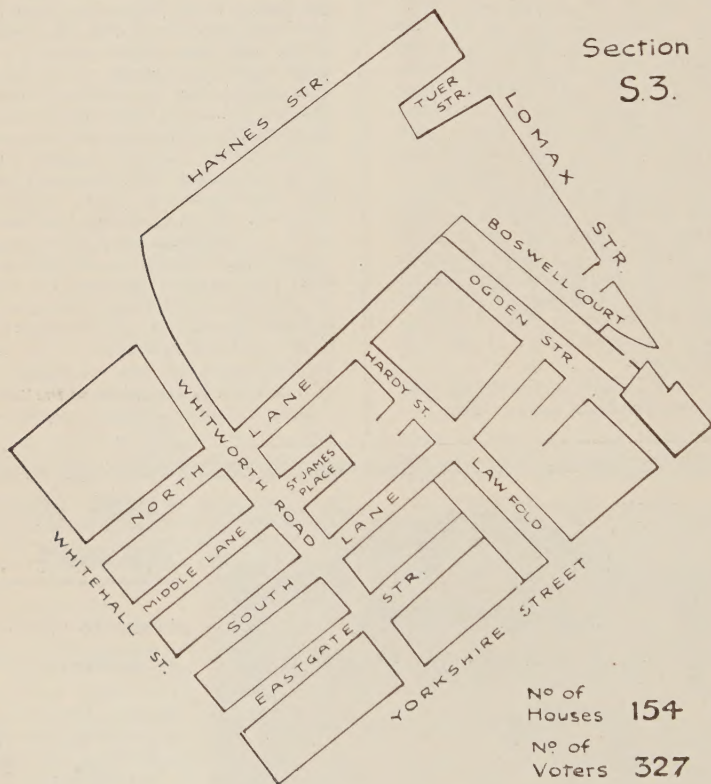 Section
S.3.
HAYNES STR.
TUER
STR.
LOMAX STR.
BOSWELL COURT
OGDEN STR.
HARDY ST.
NORTH LANE
WHITWORTH ROAD
ST JAMES
PLACE
MIDDLE LANE
SOUTH LANE
LAWFOLD
WHITEHALL ST.
EASTGATE STR.
YORKSHIRE STREET
No of
Houses 154
No of
Voters 327